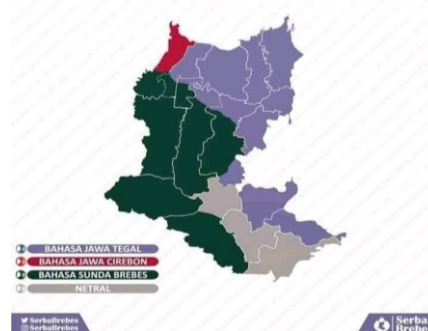 BAHASA JAWA TEGAL
BAHASA JAWA CIREBON
BAHASA SUNDA BREBES
NETRAL
SerbaBrebes
SerbaBrebes
Serba
Brebes